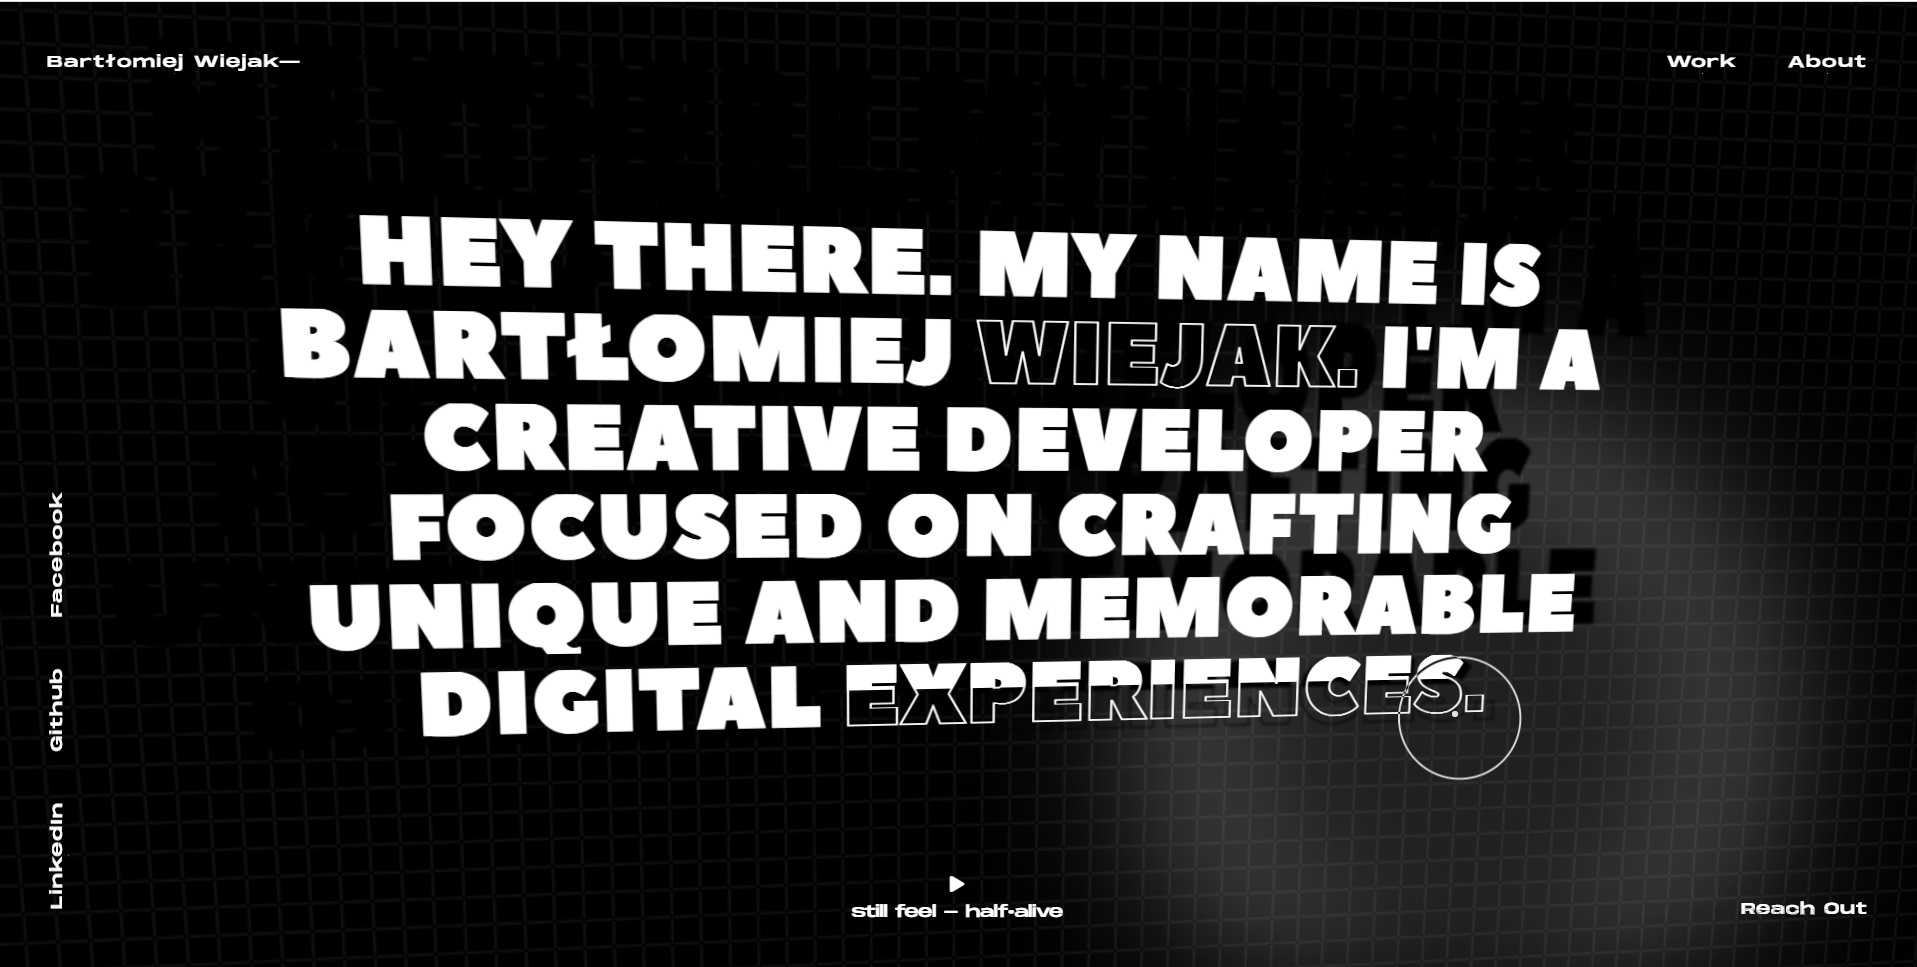 Bartłomiej Wiejak—
Work
About
HEY THERE. MY NAME IS
BARTŁOMIEJ WIEJAK. I'M A
CREATIVE DEVELOPER
FOCUSED ON CRAFTING
UNIQUE AND MEMORABLE
DIGITAL EXPERIENCES.
Facebook
Github
LinkedIn
still feel – half•alive
Reach Out